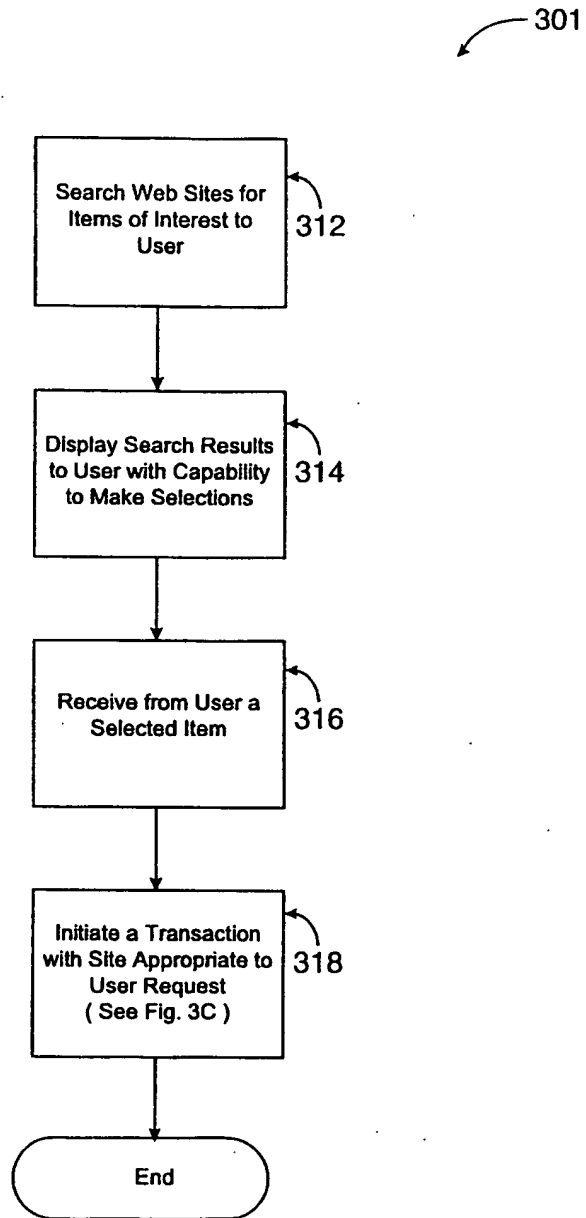 301
Search Web Sites for
Items of Interest to
User
312
Display Search Results
to User with Capability
to Make Selections
314
Receive from User a
Selected Item
316
Initiate a Transaction
with Site Appropriate to
User Request
( See Fig. 3C )
318
End